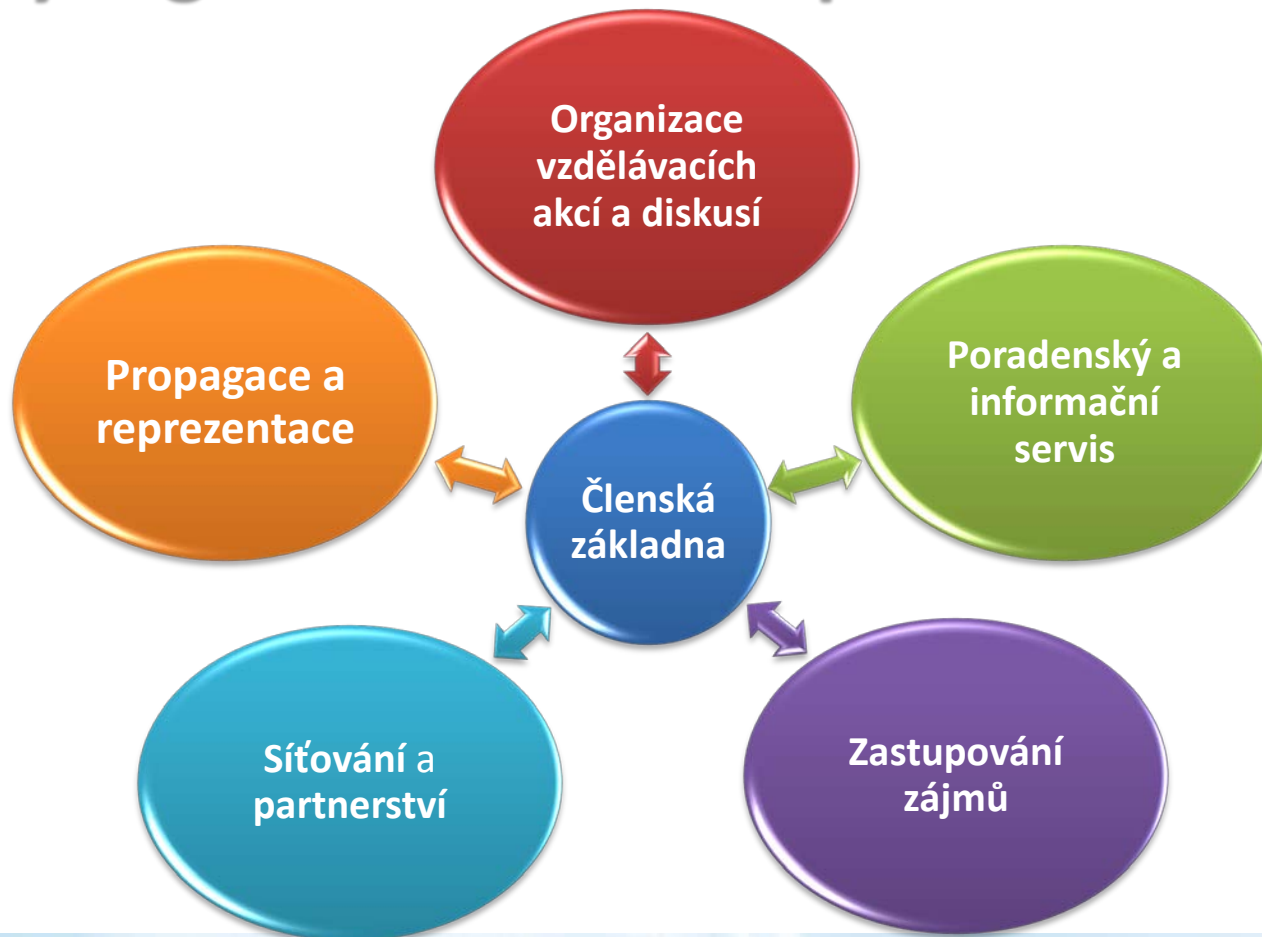 Organizace
vzdělávacích
akcí a diskusí
Propagace a
reprezentace
Poradenský a
informační
servis
Členská
základna
Síťování a
partnerství
Zastupování
zájmů